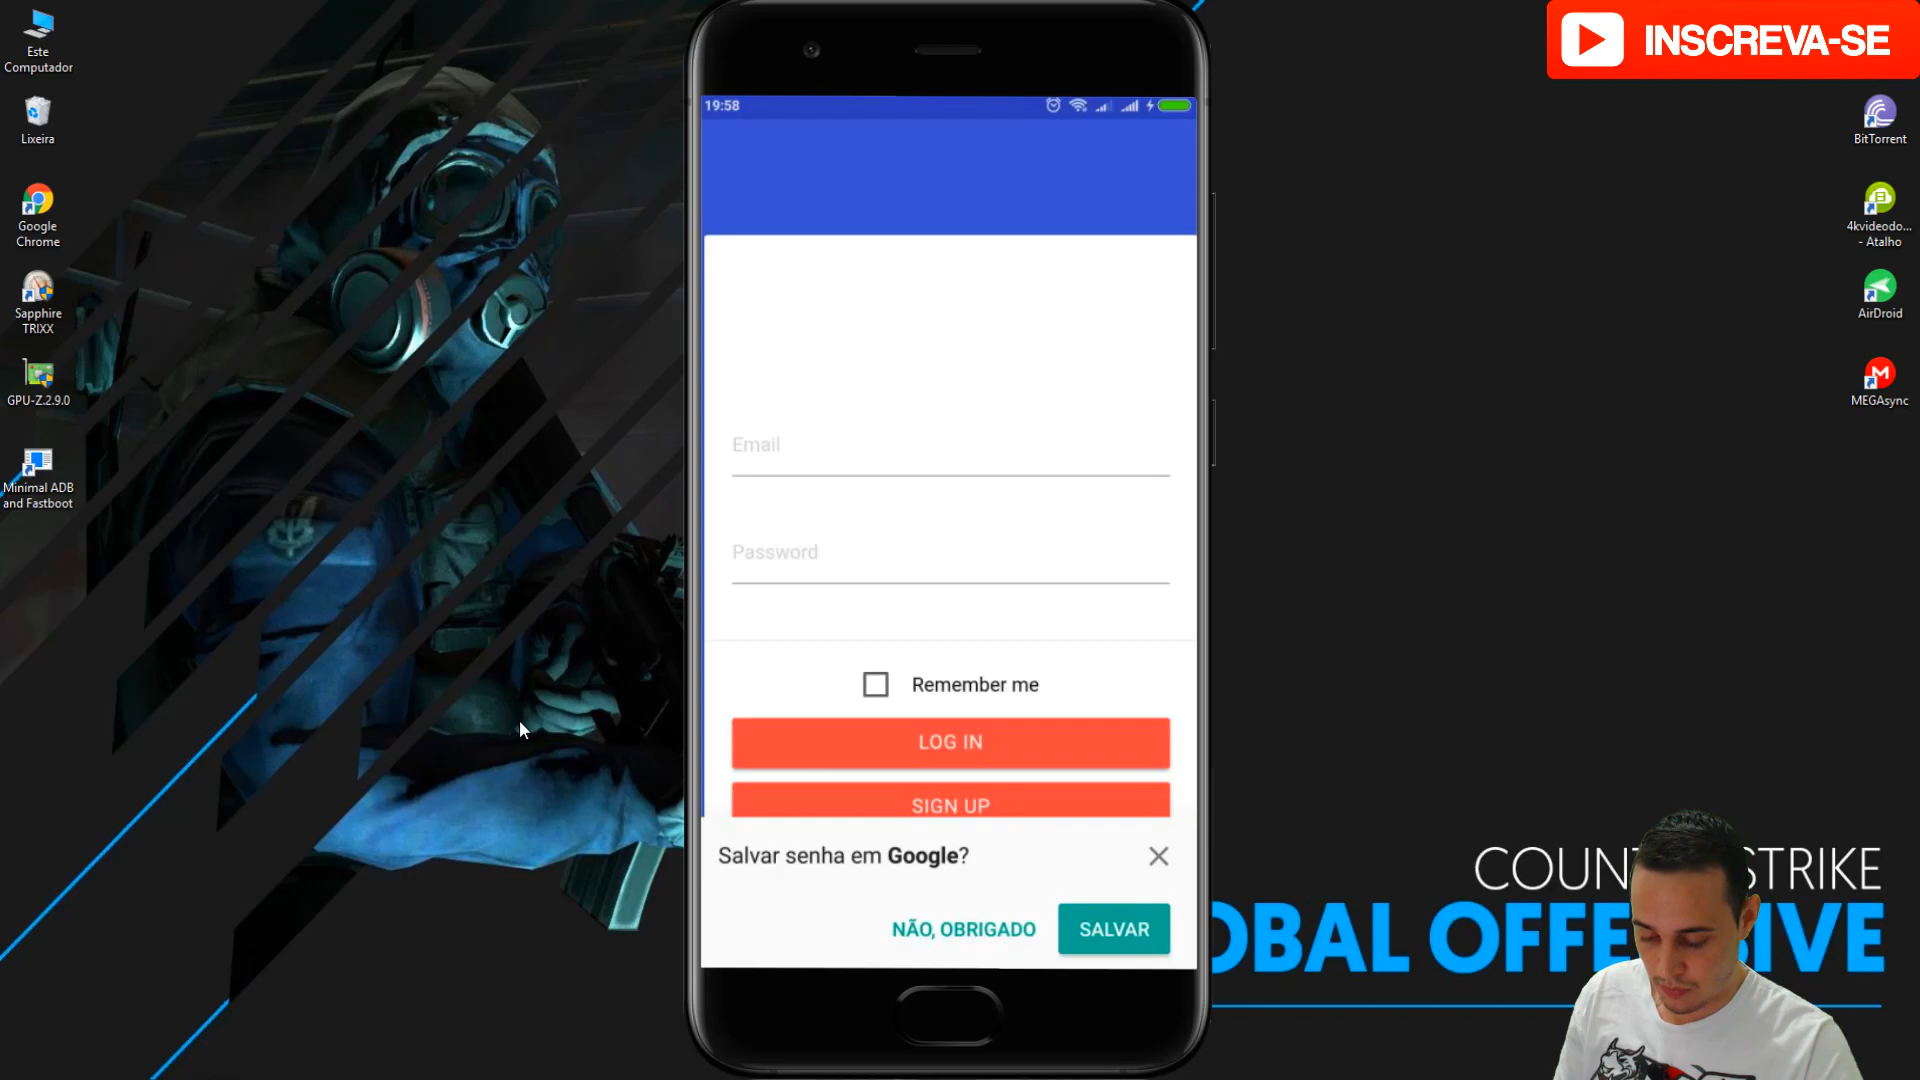 Este
Computador
Lixeira
Google
Chrome
Sapphire
TRIXX
GPU-Z.2.9.0
Minimal ADB
and Fastboot
19:58
Email
Password
Remember me
LOG IN
SIGN UP
Salvar senha em Google?
NÃO, OBRIGADO
SALVAR
INSCREVA-SE
BitTorrent
4kvideodo...
- Atalho
AirDroid
MEGAsync
COUN STRIKE
OBAL OFFE IVE